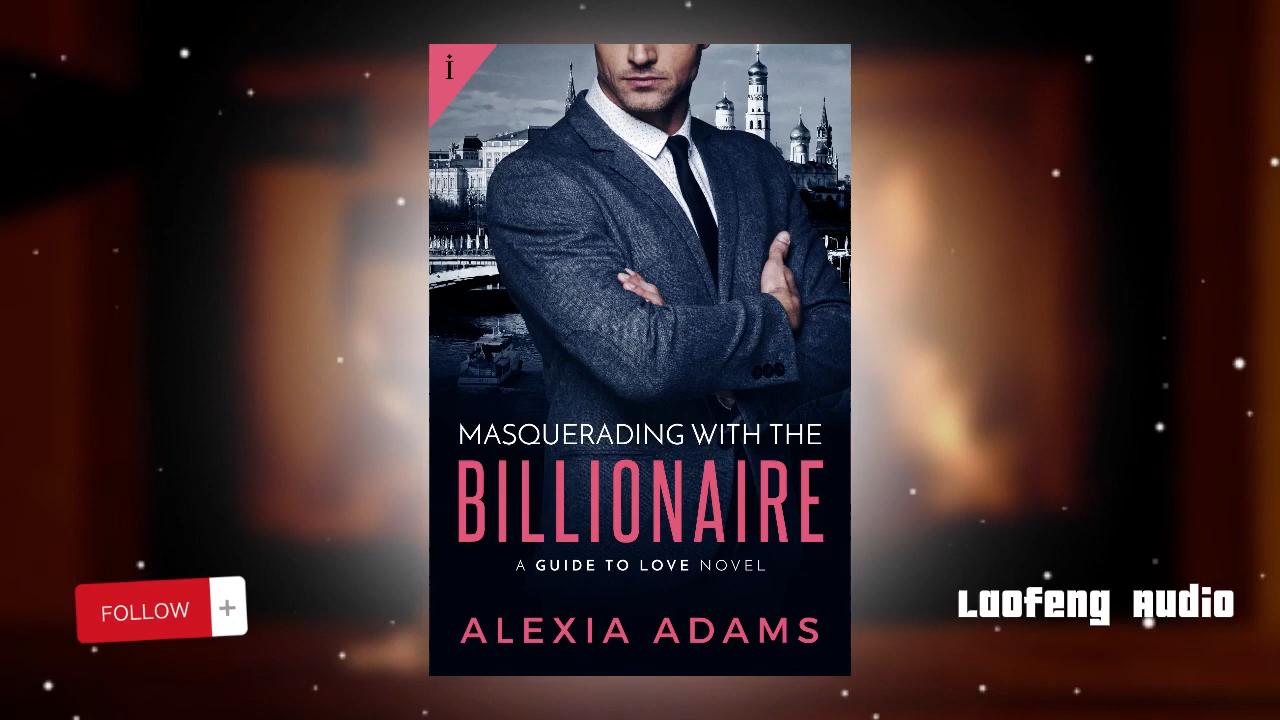 i
MASQUERADING WITH THE
BILLIONAIRE
A GUIDE TO LOVE NOVEL
ALEXIA ADAMS
FOLLOW +
Laofeng Audio